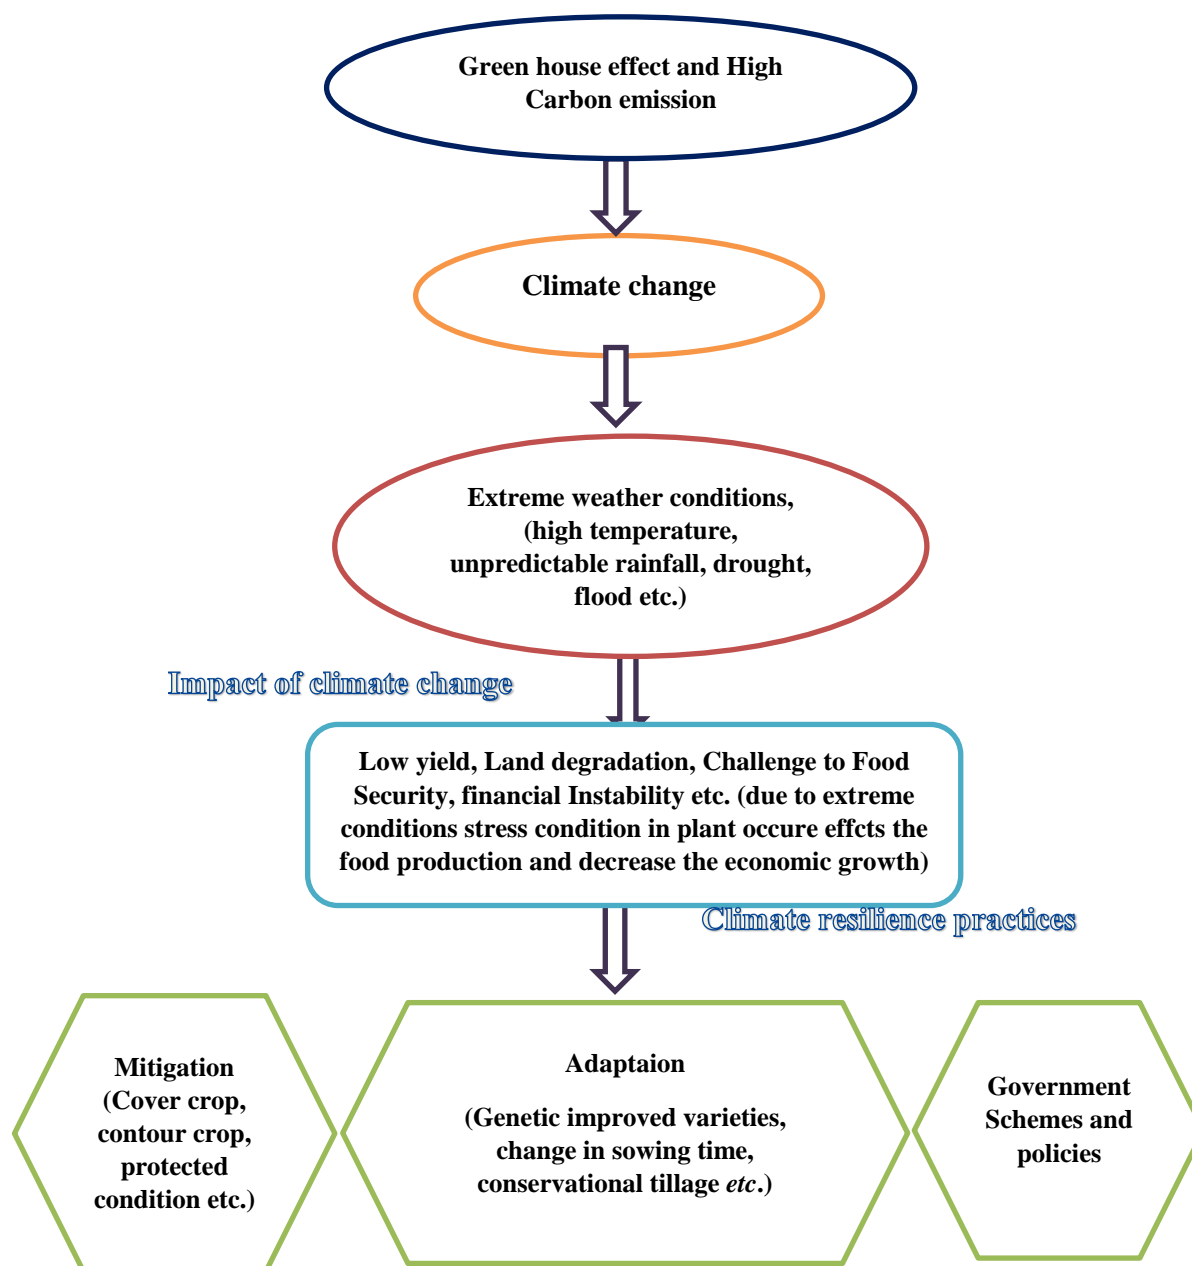 Green house effect and High
Carbon emission
Climate change
Extreme weather conditions,
(high temperature,
unpredictable rainfall, drought,
flood etc.)
Impact of climate change
Low yield, Land degradation, Challenge to Food
Security, financial Instability etc. (due to extreme
conditions stress condition in plant occure effcts the
food production and decrease the economic growth)
Climate resilience practices
Mitigation
(Cover crop,
contour crop,
protected
condition etc.)
Adaptaion
(Genetic improved varieties,
change in sowing time,
conservational tillage etc.)
Government
Schemes and
policies